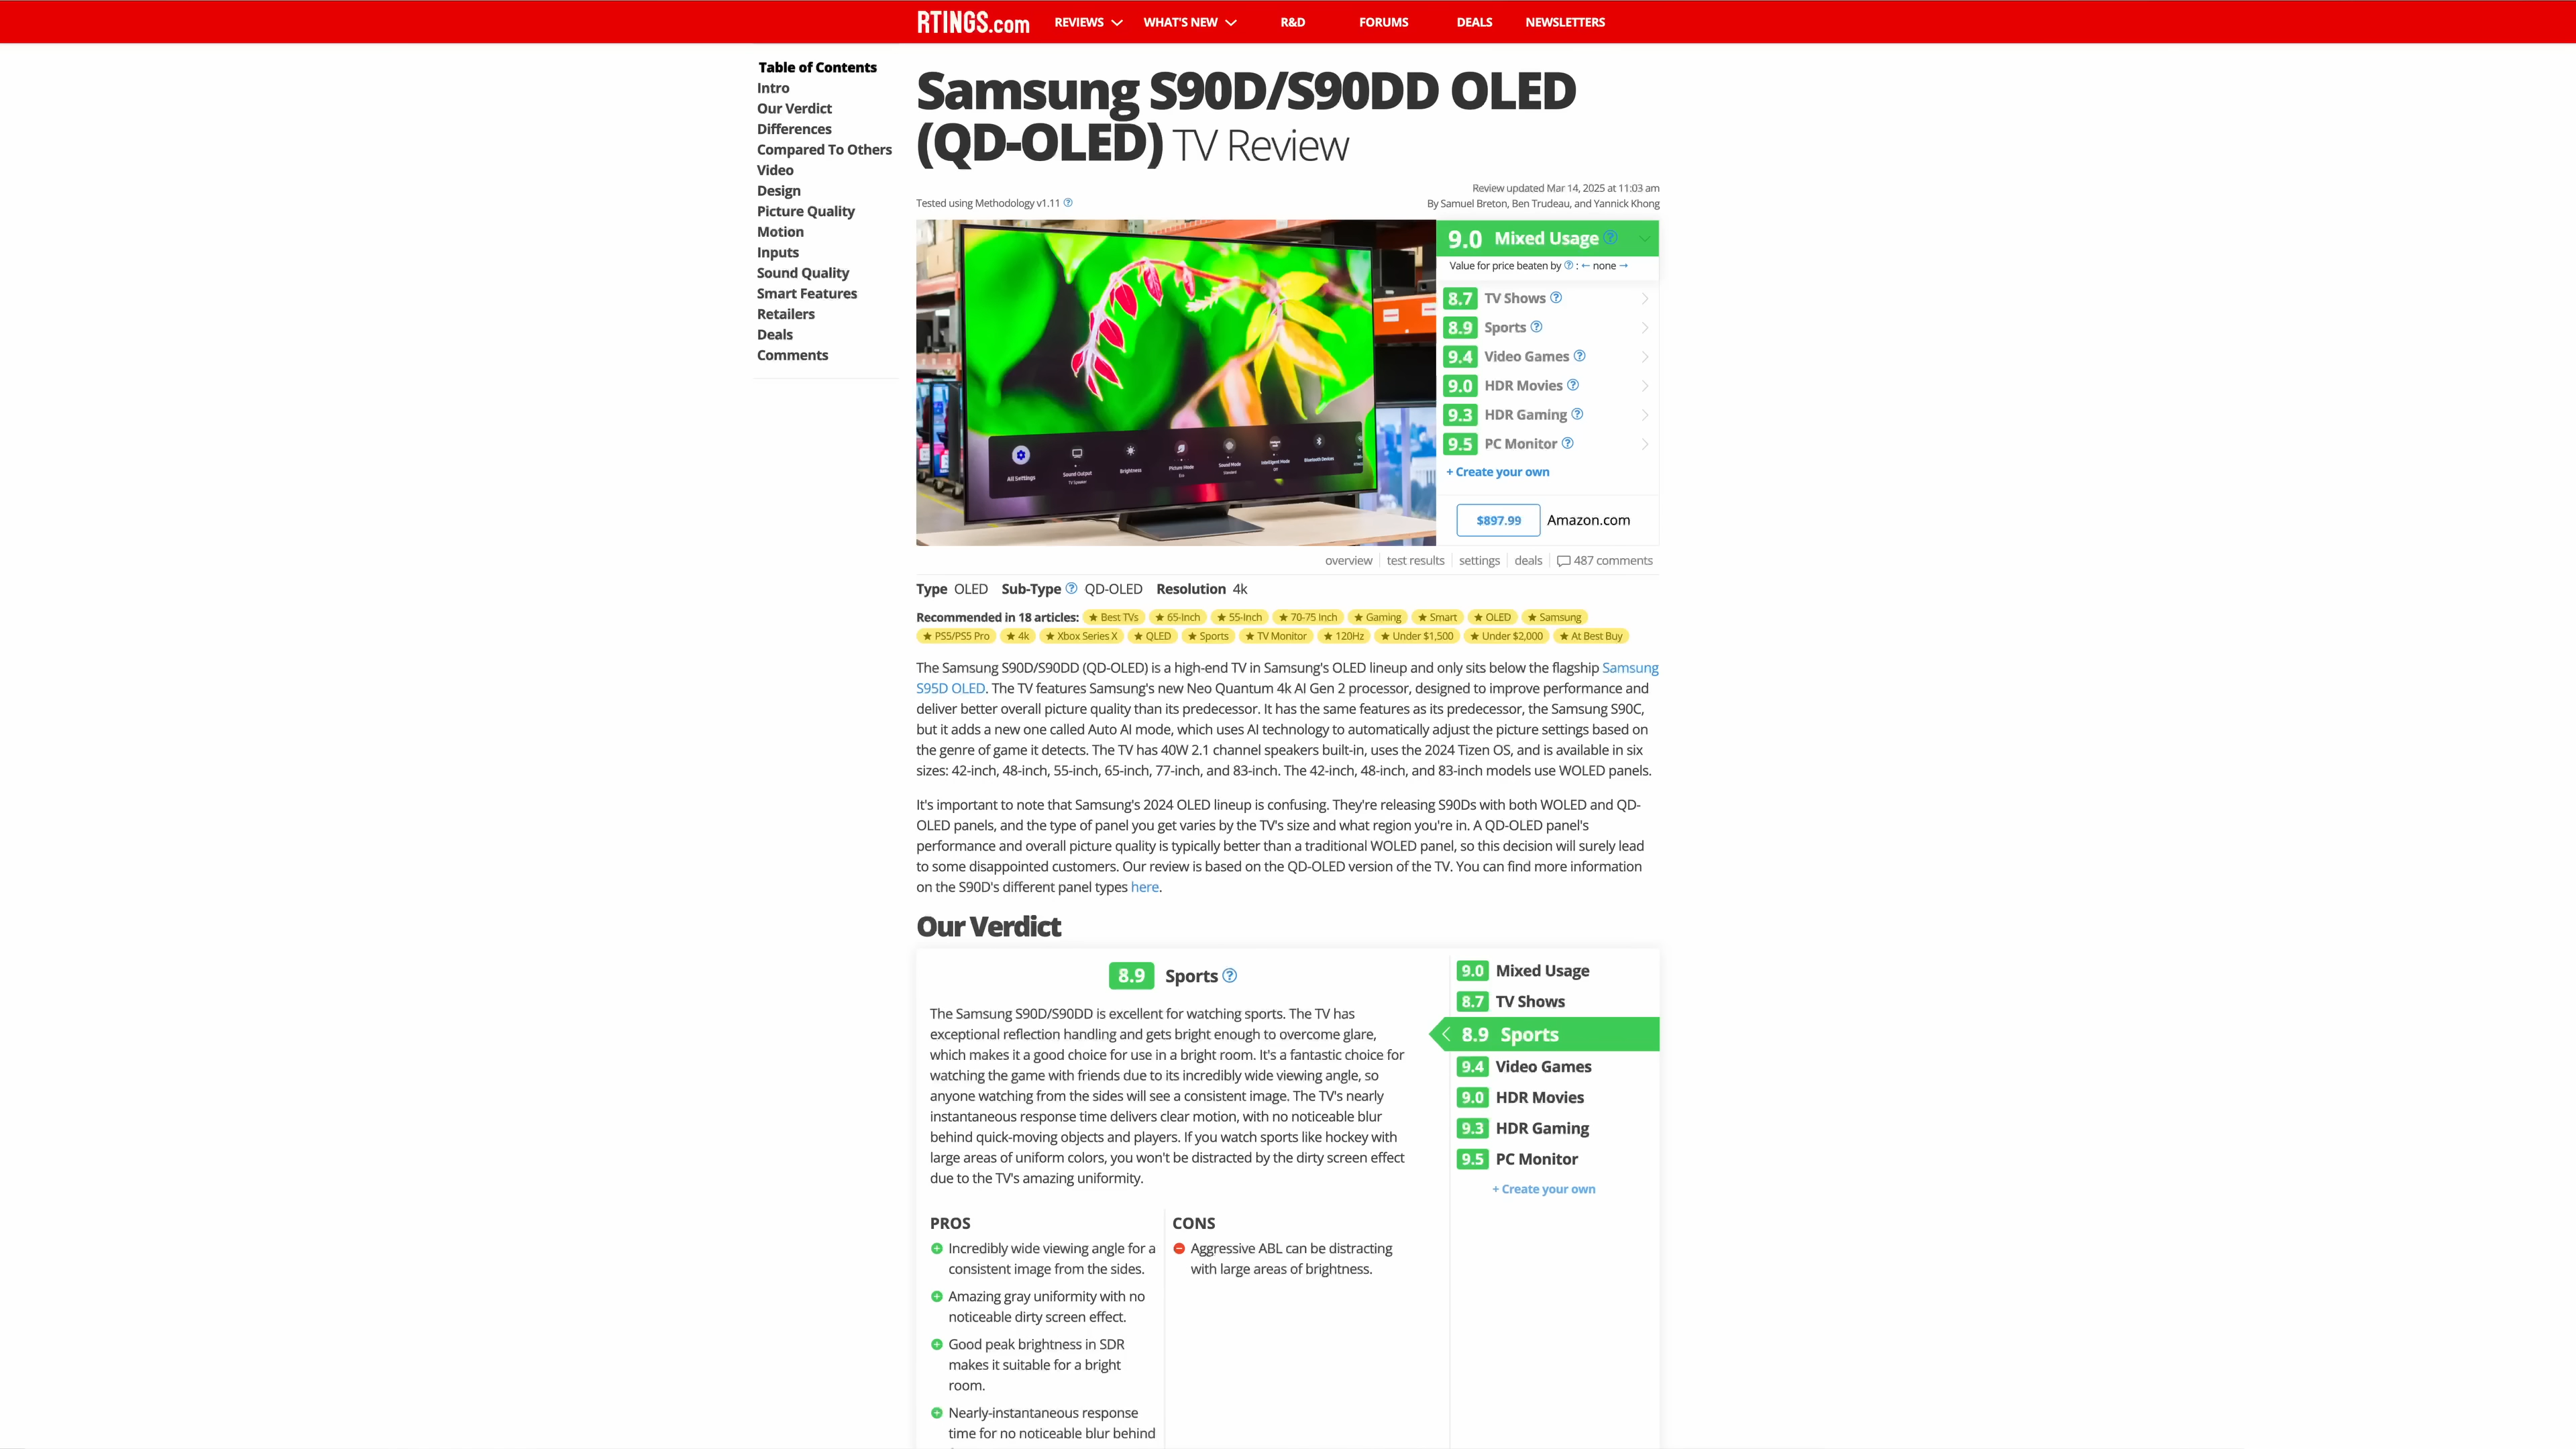 RTINGS.com
REVIEWS
WHAT'S NEW
R&D
FORUMS
DEALS
NEWSLETTERS
Table of Contents
Intro
Our Verdict
Differences
Compared To Others
Video
Design
Picture Quality
Motion
Inputs
Sound Quality
Smart Features
Retailers
Deals
Comments
Samsung S90D/S90DD OLED
(QD-OLED) TV Review
Review updated Mar 14, 2025 at 11:03 am
Tested using Methodology v1.11
By Samuel Breton, Ben Trudeau, and Yannick Khong
All Settings
Sound Output
TV Speaker
Brightness
Picture Mode
Eco
Sound Mode
Standard
Intelligent Mode
Off
Bluetooth Devices
9.0 Mixed Usage
Value for price beaten by : ← none →
8.7 TV Shows
8.9 Sports
9.4 Video Games
9.0 HDR Movies
9.3 HDR Gaming
9.5 PC Monitor
+ Create your own
$897.99 Amazon.com
overview
test results
settings
deals
487 comments
Type OLED Sub-Type QD-OLED Resolution 4k
Recommended in 18 articles: ★ Best TVs ★ 65-Inch ★ 55-Inch ★ 70-75 Inch ★ Gaming ★ Smart ★ OLED ★ Samsung
★ PS5/PS5 Pro ★ 4k ★ Xbox Series X ★ QLED ★ Sports ★ TV Monitor ★ 120Hz ★ Under $1,500 ★ Under $2,000 ★ At Best Buy
The Samsung S90D/S90DD (QD-OLED) is a high-end TV in Samsung's OLED lineup and only sits below the flagship Samsung
S95D OLED. The TV features Samsung's new Neo Quantum 4k AI Gen 2 processor, designed to improve performance and
deliver better overall picture quality than its predecessor. It has the same features as its predecessor, the Samsung S90C,
but it adds a new one called Auto AI mode, which uses AI technology to automatically adjust the picture settings based on
the genre of game it detects. The TV has 40W 2.1 channel speakers built-in, uses the 2024 Tizen OS, and is available in six
sizes: 42-inch, 48-inch, 55-inch, 65-inch, 77-inch, and 83-inch. The 42-inch, 48-inch, and 83-inch models use WOLED panels.
It's important to note that Samsung's 2024 OLED lineup is confusing. They're releasing S90Ds with both WOLED and QD-
OLED panels, and the type of panel you get varies by the TV's size and what region you're in. A QD-OLED panel's
performance and overall picture quality is typically better than a traditional WOLED panel, so this decision will surely lead
to some disappointed customers. Our review is based on the QD-OLED version of the TV. You can find more information
on the S90D's different panel types here.
Our Verdict
8.9 Sports
The Samsung S90D/S90DD is excellent for watching sports. The TV has
exceptional reflection handling and gets bright enough to overcome glare,
which makes it a good choice for use in a bright room. It's a fantastic choice for
watching the game with friends due to its incredibly wide viewing angle, so
anyone watching from the sides will see a consistent image. The TV's nearly
instantaneous response time delivers clear motion, with no noticeable blur
behind quick-moving objects and players. If you watch sports like hockey with
large areas of uniform colors, you won't be distracted by the dirty screen effect
due to the TV's amazing uniformity.
PROS
Incredibly wide viewing angle for a
consistent image from the sides.
Amazing gray uniformity with no
noticeable dirty screen effect.
Good peak brightness in SDR
makes it suitable for a bright
room.
Nearly-instantaneous response
time for no noticeable blur behind
CONS
Aggressive ABL can be distracting
with large areas of brightness.
9.0 Mixed Usage
8.7 TV Shows
8.9 Sports
9.4 Video Games
9.0 HDR Movies
9.3 HDR Gaming
9.5 PC Monitor
+ Create your own